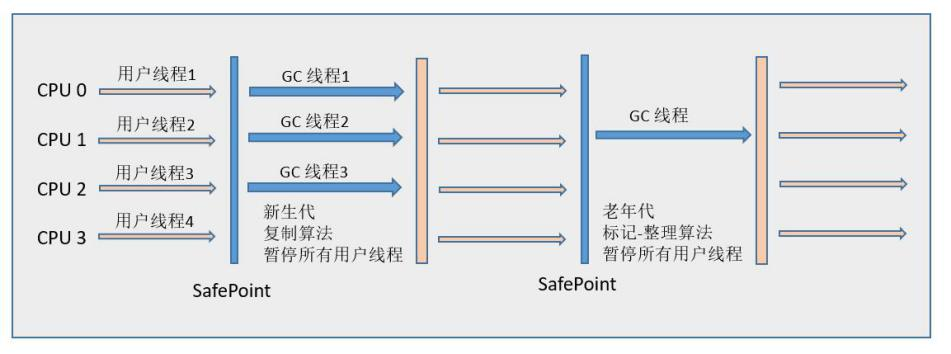 CPU 0
用户线程1
GC 线程1
CPU 1
用户线程2
GC 线程2
GC 线程
CPU 2
用户线程3
GC 线程3
CPU 3
用户线程4
新生代
复制算法
暂停所有用户线程
老年代
标记-整理算法
暂停所有用户线程
SafePoint
SafePoint